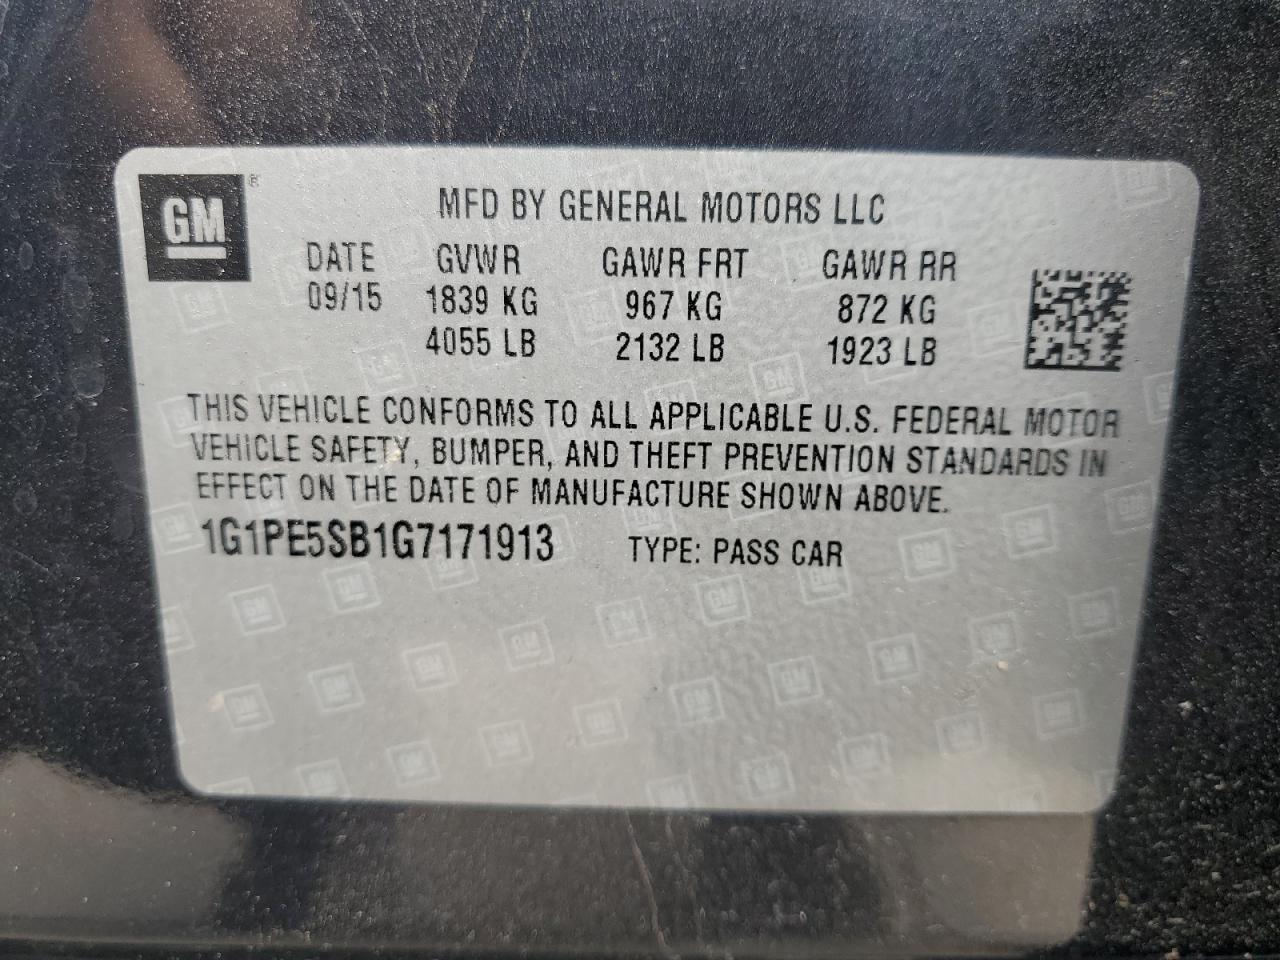 GM®
MFD BY GENERAL MOTORS LLC
DATE GVWR GAWR FRT GAWR RR
09/15 1839 KG 967 KG 872 KG
4055 LB 2132 LB 1923 LB
THIS VEHICLE CONFORMS TO ALL APPLICABLE U.S. FEDERAL MOTOR
VEHICLE SAFETY, BUMPER, AND THEFT PREVENTION STANDARDS IN
EFFECT ON THE DATE OF MANUFACTURE SHOWN ABOVE.
1G1PE5SB1G7171913 TYPE: PASS CAR